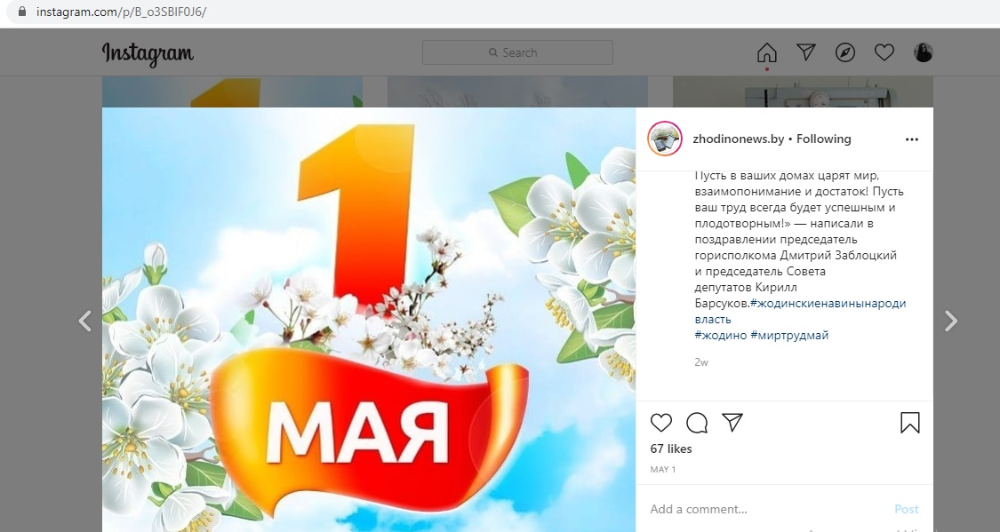 instagram.com/p/B_o3SBIF0J6/
Instagram
Search
1
МАЯ
zhodinonews.by • Following
Пусть в ваших домах царят мир,
взаимопонимание и достаток! Пусть
ваш труд всегда будет успешным и
плодотворным!» — написали в
поздравлении председатель
горисполкома Дмитрий Заблоцкий
и председатель Совета
депутатов Кирилл
Барсуков.#жодинскиенавинынароди
власть
#жодино #миртрудмай
2w
67 likes
MAY 1
Add a comment...
Post